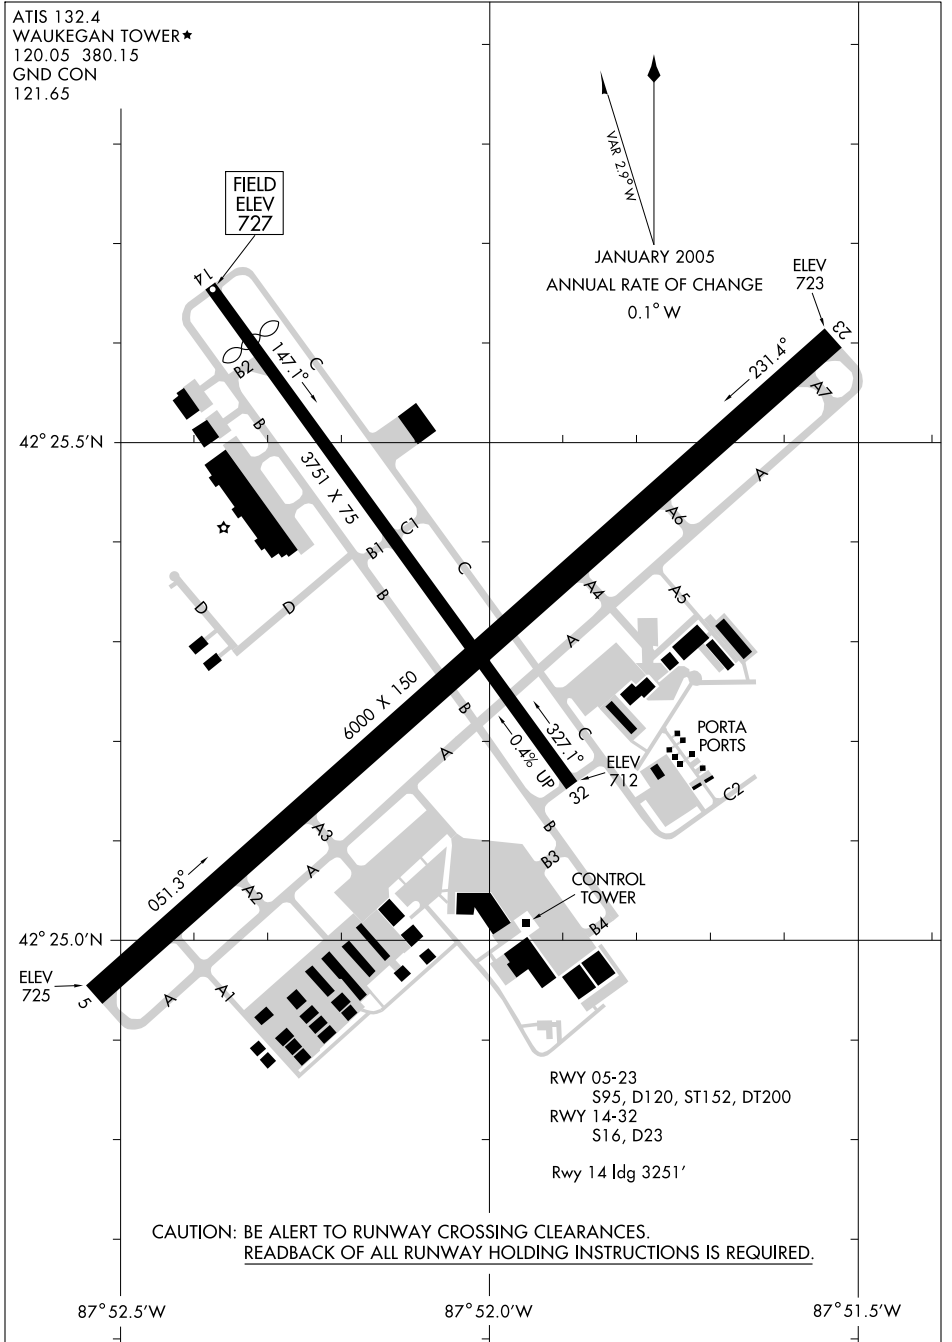 ATIS 132.4
WAUKEGAN TOWER★
120.05 380.15
GND CON
121.65
VAR 2.9° W
JANUARY 2005
ANNUAL RATE OF CHANGE
0.1° W
FIELD
ELEV
727
ELEV
723
14
23
147.1°
C
231.4°
A7
B2
B
42° 25.5'N
A
3751 X 75
A6
C1
B1
C
B
A4
A5
D
D
A
6000 X 150
B
327.1°
C
PORTA
PORTS
0.4% UP
A
ELEV
712
32
C2
A3
B
B3
A
051.3°
A2
CONTROL
TOWER
B4
42° 25.0'N
ELEV
725
5
A
A1
RWY 05-23
S95, D120, ST152, DT200
RWY 14-32
S16, D23
Rwy 14 ldg 3251'
CAUTION: BE ALERT TO RUNWAY CROSSING CLEARANCES.
READBACK OF ALL RUNWAY HOLDING INSTRUCTIONS IS REQUIRED.
87° 52.5'W
87° 52.0'W
87° 51.5'W